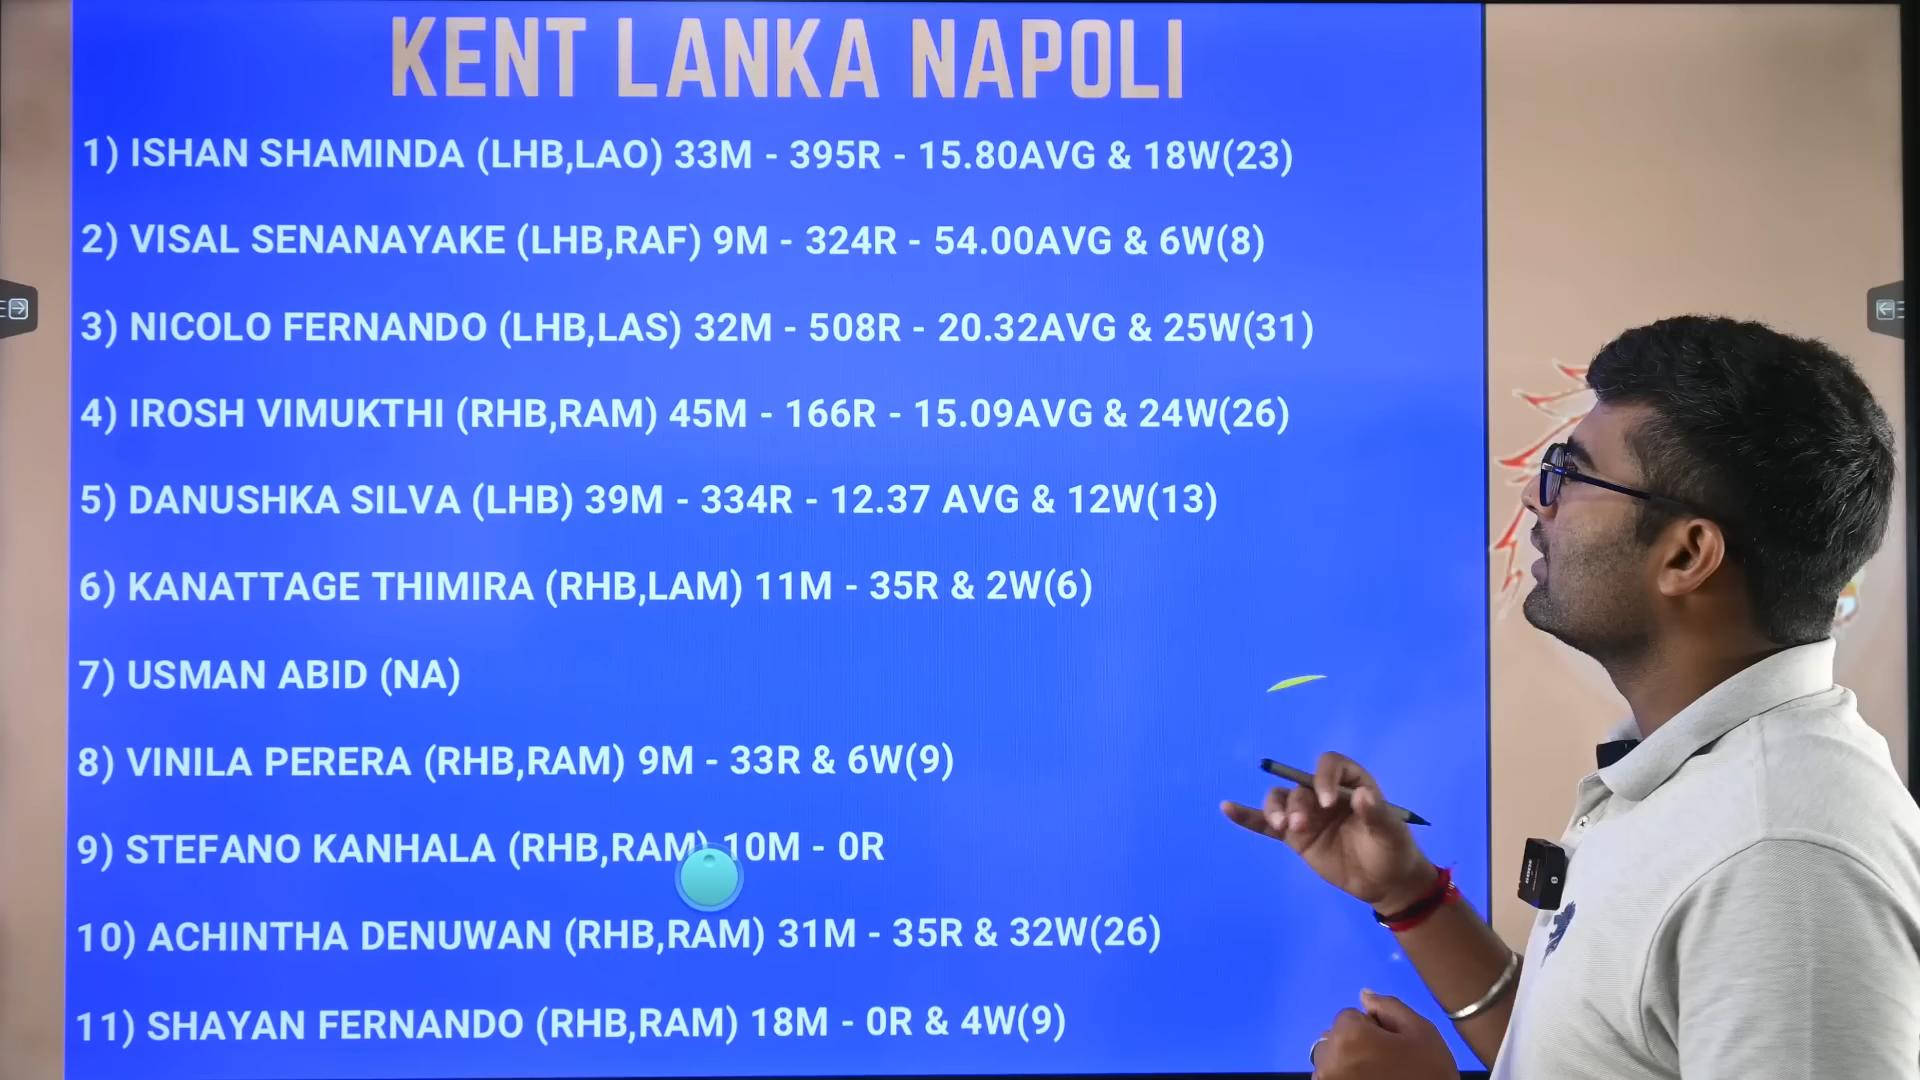 KENT LANKA NAPOLI
1) ISHAN SHAMINDA (LHB,LAO) 33M - 395R - 15.80AVG & 18W(23)
2) VISAL SENANAYAKE (LHB,RAF) 9M - 324R - 54.00AVG & 6W(8)
3) NICOLO FERNANDO (LHB,LAS) 32M - 508R - 20.32AVG & 25W(31)
4) IROSH VIMUKTHI (RHB,RAM) 45M - 166R - 15.09AVG & 24W(26)
5) DANUSHKA SILVA (LHB) 39M - 334R - 12.37 AVG & 12W(13)
6) KANATTAGE THIMIRA (RHB,LAM) 11M - 35R & 2W(6)
7) USMAN ABID (NA)
8) VINILA PERERA (RHB,RAM) 9M - 33R & 6W(9)
9) STEFANO KANHALA (RHB,RAM) 10M - 0R
10) ACHINTHA DENUWAN (RHB,RAM) 31M - 35R & 32W(26)
11) SHAYAN FERNANDO (RHB,RAM) 18M - 0R & 4W(9)